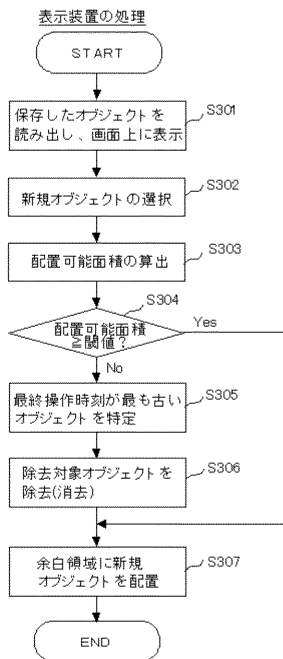 表示装置の処理
START
保存したオブジェクトを
読み出し、画面上に表示
S301
新規オブジェクトの選択
S302
配置可能面積の算出
S303
配置可能面積
≧閾値?
S304
Yes
No
最終操作時刻が最も古い
オブジェクトを特定
S305
除去対象オブジェクトを
除去(消去)
S306
余白領域に新規
オブジェクトを配置
S307
END